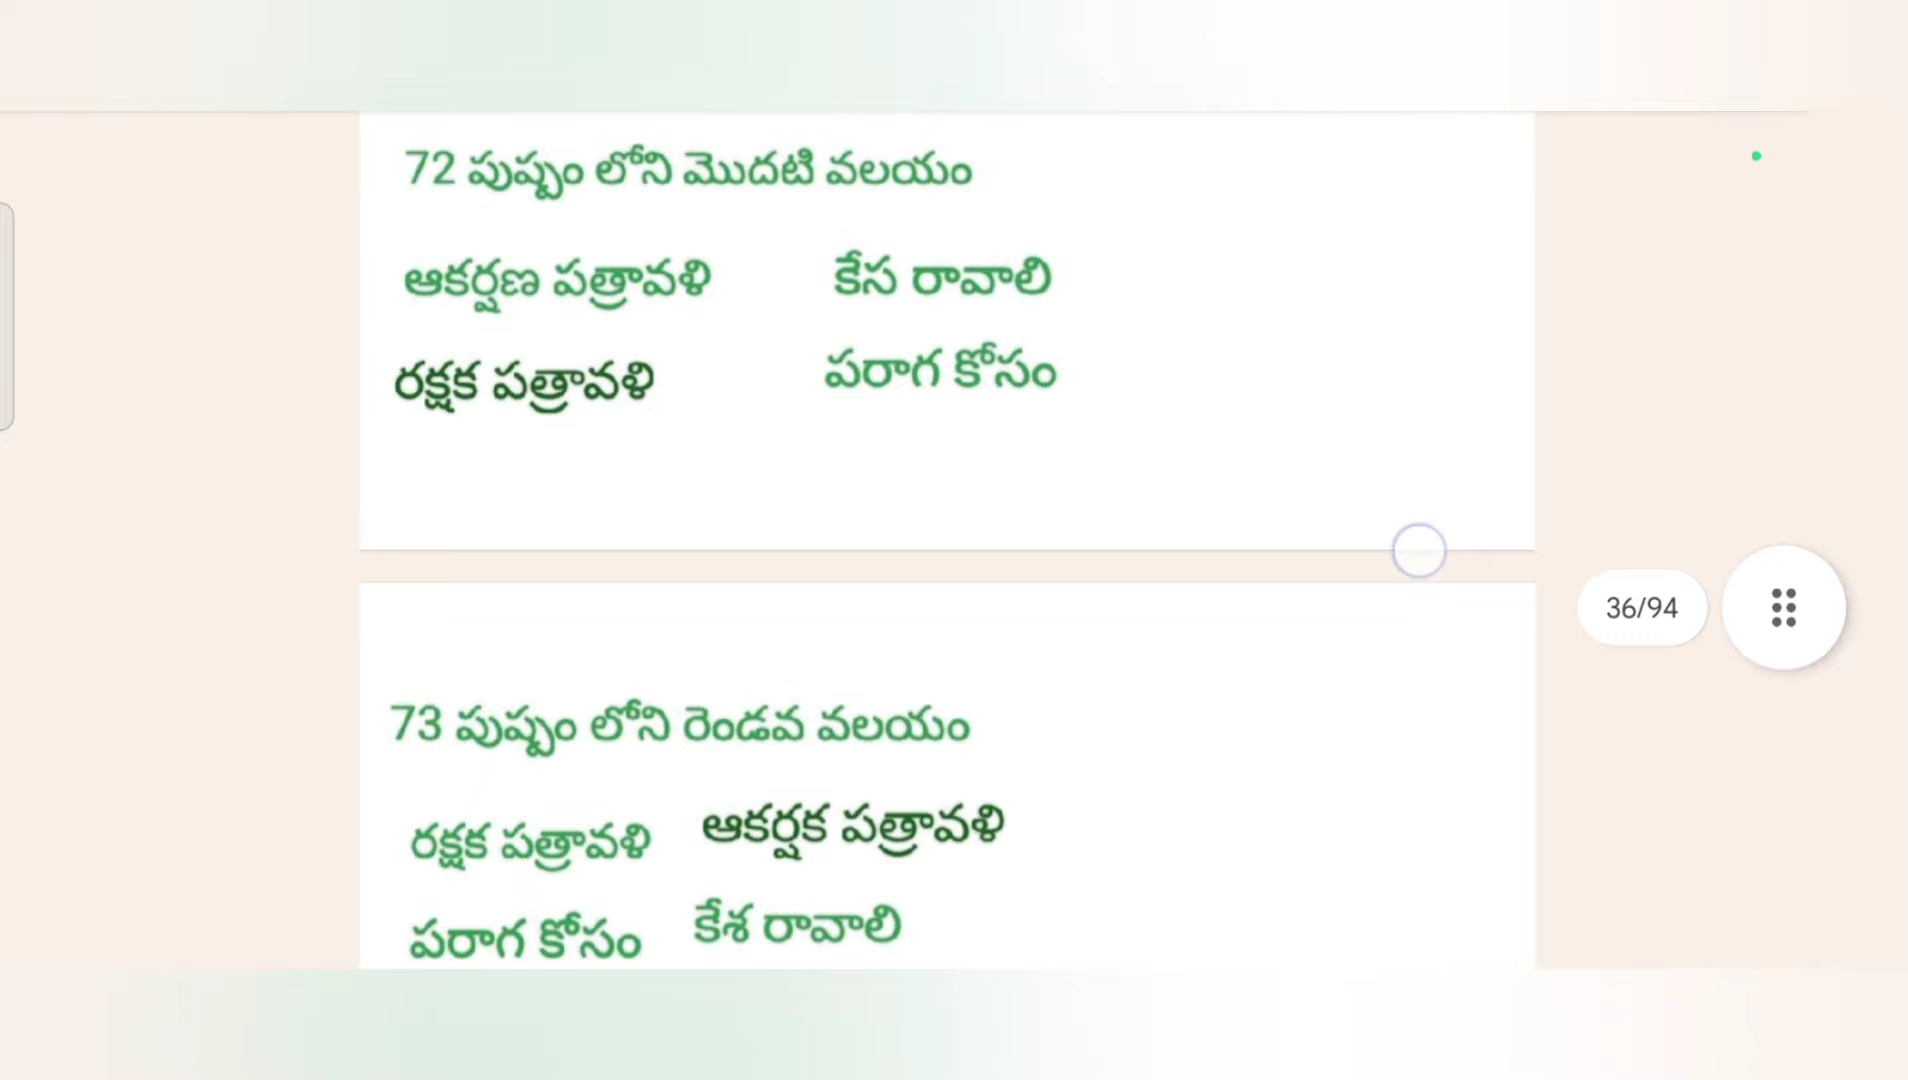 72 పుష్పం లోని మొదటి వలయం
ఆకర్షణ పత్రావళి కేస రావాలి
రక్షక పత్రావళి పరాగ కోసం
36/94
73 పుష్పం లోని రెండవ వలయం
రక్షక పత్రావళి ఆకర్షక పత్రావళి
పరాగ కోసం కేశ రావాలి